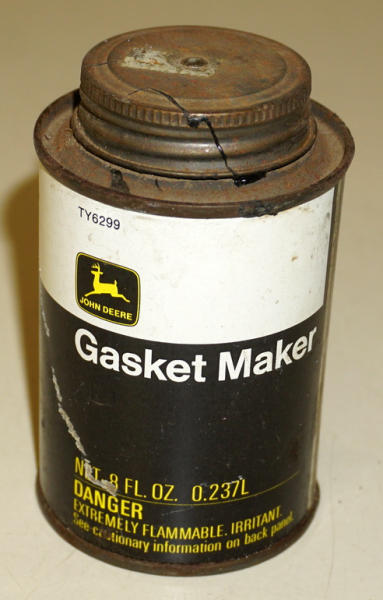 TY6299
JOHN DEERE
Gasket Maker
NET. 8 FL. OZ. 0.237L
DANGER
EXTREMELY FLAMMABLE. IRRITANT.
See cautionary information on back panel.